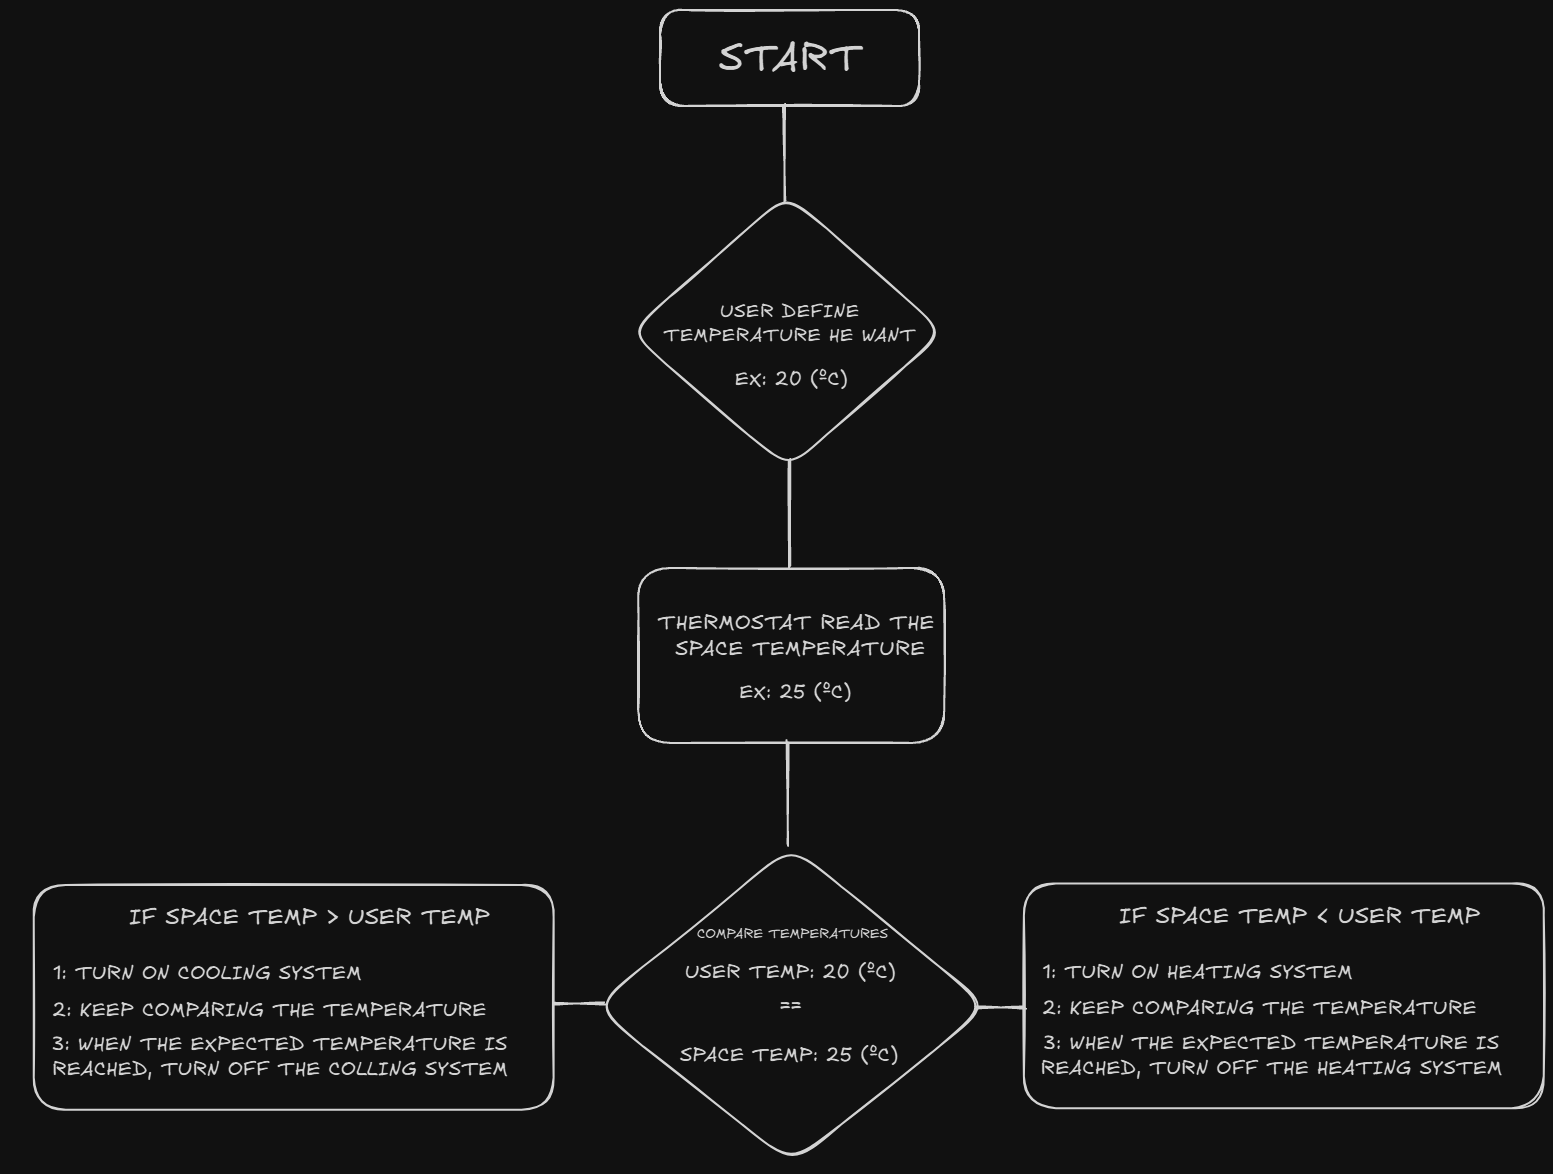 START
USER DEFINE
TEMPERATURE HE WANT
EX: 20 (ºC)
THERMOSTAT READ THE
SPACE TEMPERATURE
EX: 25 (ºC)
IF SPACE TEMP > USER TEMP
1: TURN ON COOLING SYSTEM
2: KEEP COMPARING THE TEMPERATURE
3: WHEN THE EXPECTED TEMPERATURE IS
REACHED, TURN OFF THE COLLING SYSTEM
COMPARE TEMPERATURES
USER TEMP: 20 (ºC)
==
SPACE TEMP: 25 (ºC)
IF SPACE TEMP < USER TEMP
1: TURN ON HEATING SYSTEM
2: KEEP COMPARING THE TEMPERATURE
3: WHEN THE EXPECTED TEMPERATURE IS
REACHED, TURN OFF THE HEATING SYSTEM